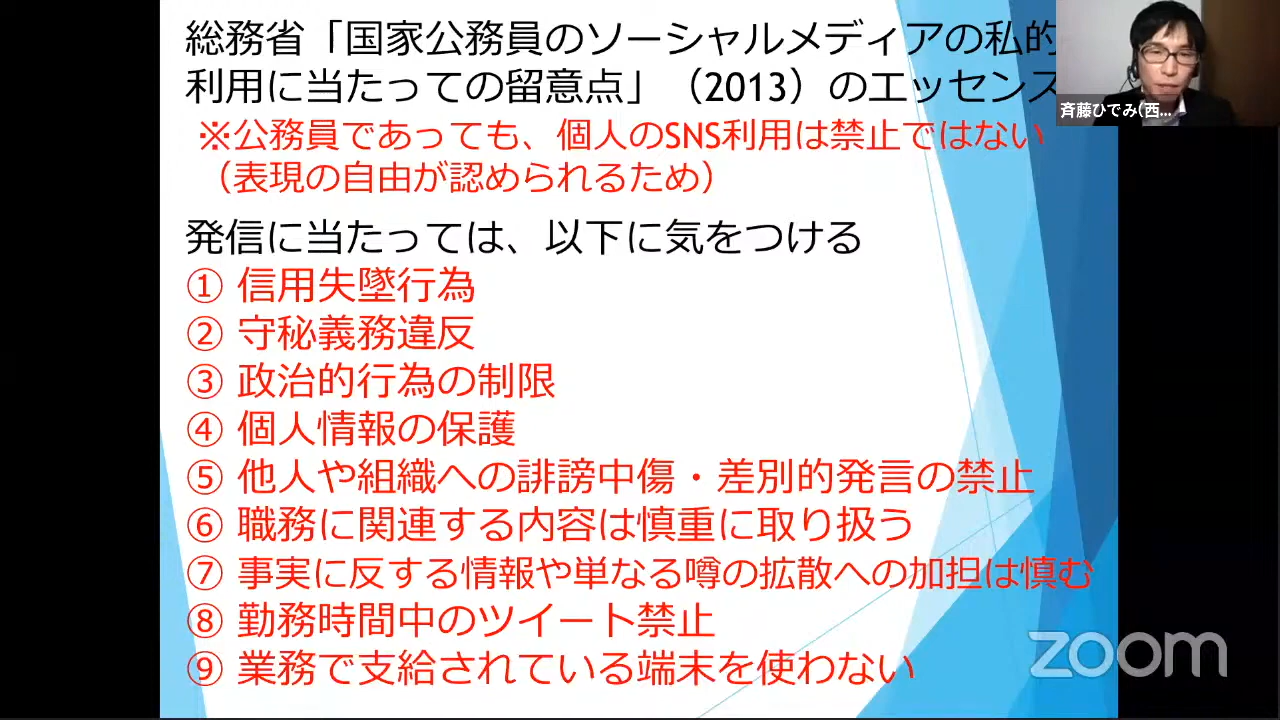 総務省「国家公務員のソーシャルメディアの私的
利用に当たっての留意点」（2013）のエッセンス
※公務員であっても、個人のSNS利用は禁止ではない
（表現の自由が認められるため）
発信に当たっては、以下に気をつける
① 信用失墜行為
② 守秘義務違反
③ 政治的行為の制限
④ 個人情報の保護
⑤ 他人や組織への誹謗中傷・差別的発言の禁止
⑥ 職務に関連する内容は慎重に取り扱う
⑦ 事実に反する情報や単なる噂の拡散への加担は慎む
⑧ 勤務時間中のツイート禁止
⑨ 業務で支給されている端末を使わない
斉藤ひでみ(西...
zoom